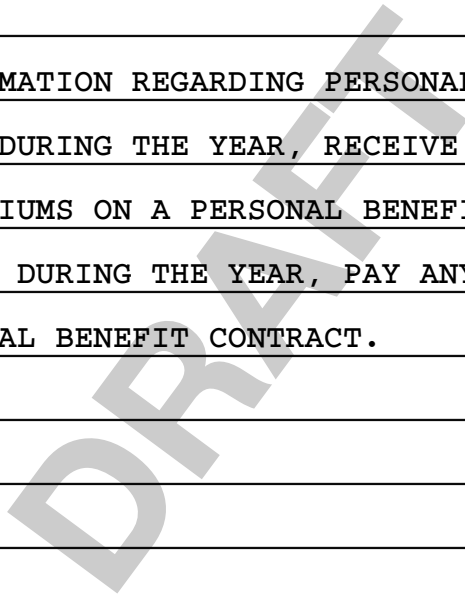 MATION REGARDING PERSONAL
DURING THE YEAR, RECEIVE
IUMS ON A PERSONAL BENEFI
DURING THE YEAR, PAY ANY
AL BENEFIT CONTRACT.
DRAFT